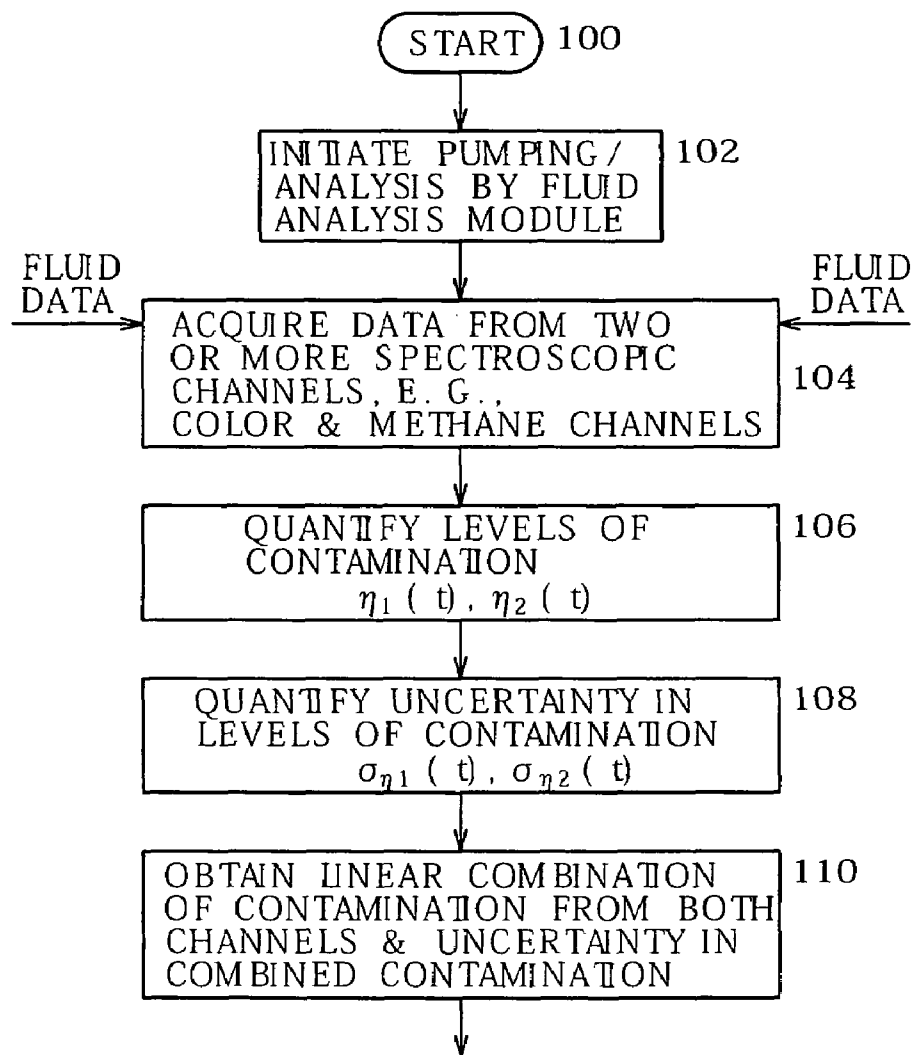 START 100
INITIATE PUMPING/ 102
ANALYSIS BY FLUID
ANALYSIS MODULE
FLUID
DATA
FLUID
DATA
ACQUIRE DATA FROM TWO
OR MORE SPECTROSCOPIC
CHANNELS, E. G., 104
COLOR & METHANE CHANNELS
QUANTIFY LEVELS OF 106
CONTAMINATION
η1 ( t), η2 ( t)
QUANTIFY UNCERTAINTY IN 108
LEVELS OF CONTAMINATION
ση1 ( t), ση2 ( t)
OBTAIN LINEAR COMBINATION 110
OF CONTAMINATION FROM BOTH
CHANNELS & UNCERTAINTY IN
COMBINED CONTAMINATION